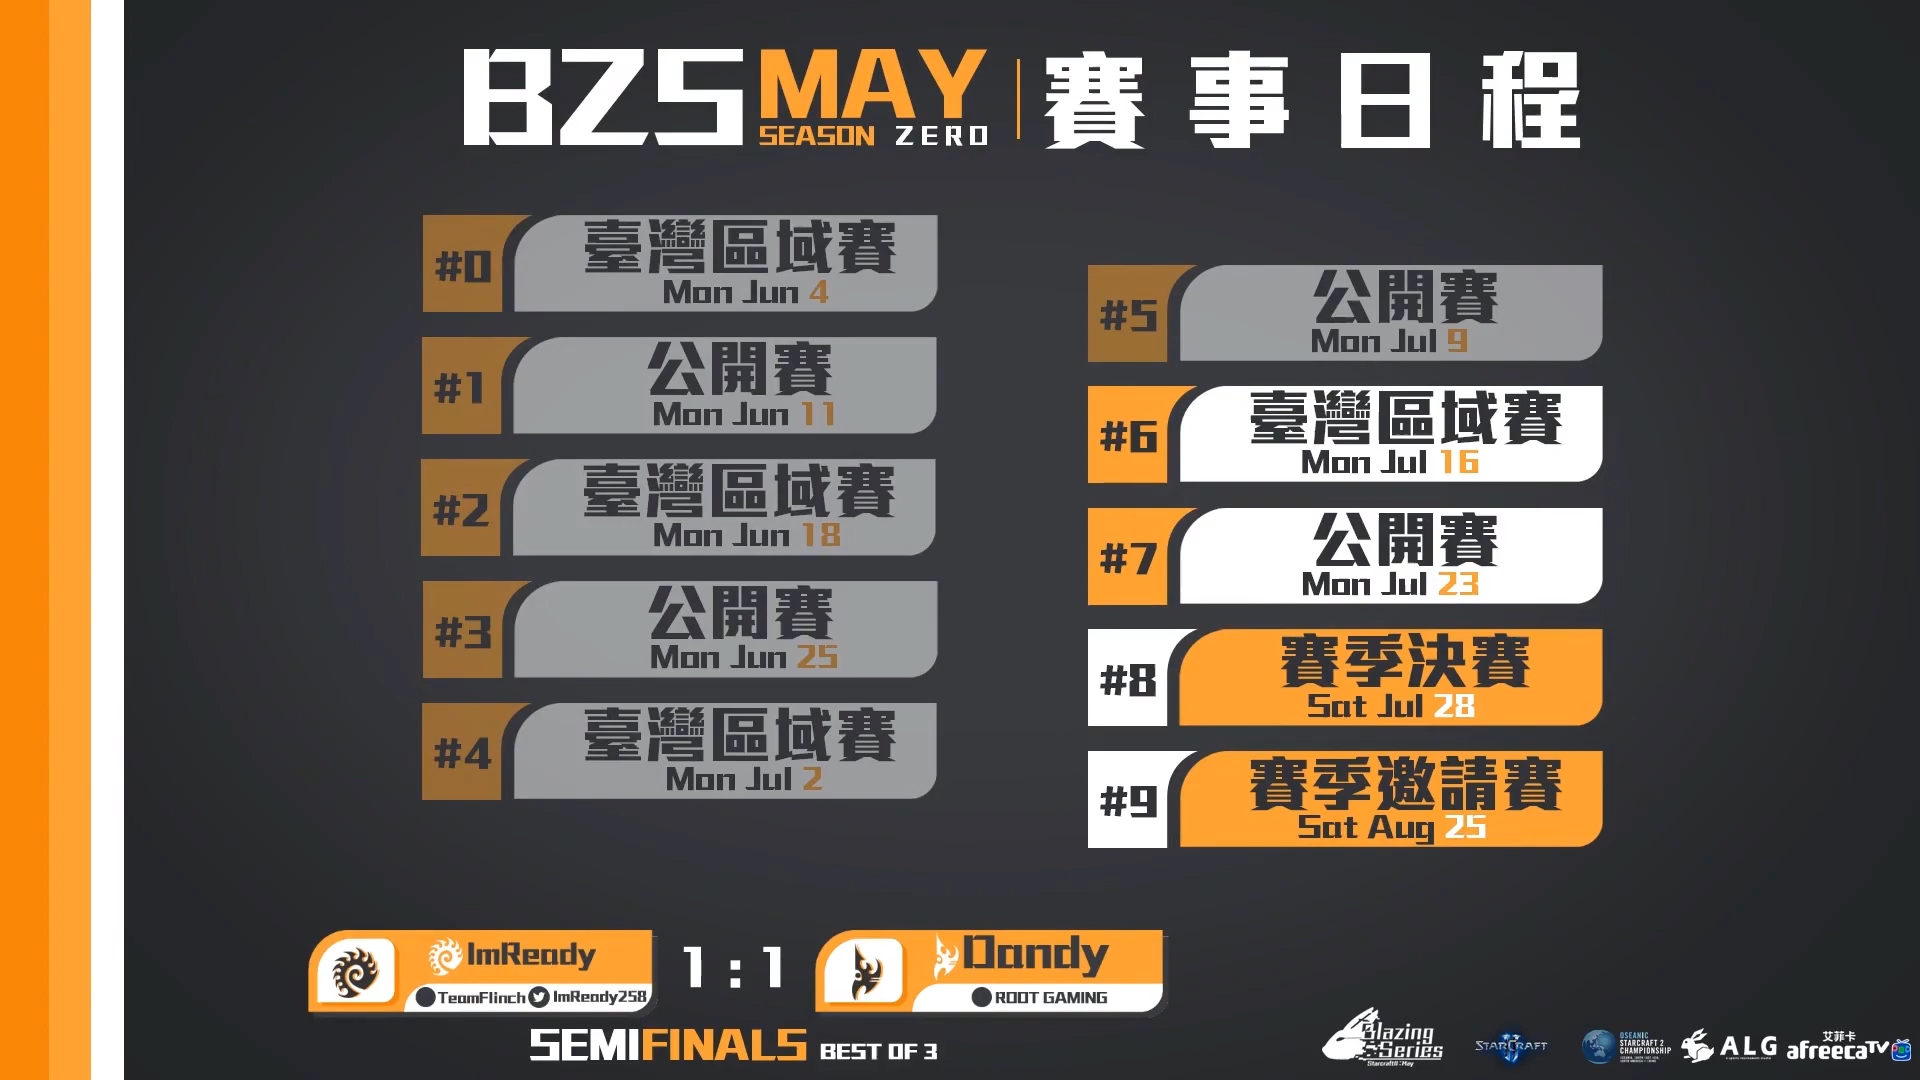 BZS MAY
SEASON ZERO
賽事日程
#0
臺灣區域賽
Mon Jun 4
#1
公開賽
Mon Jun 11
#2
臺灣區域賽
Mon Jun 18
#3
公開賽
Mon Jun 25
#4
臺灣區域賽
Mon Jul 2
#5
公開賽
Mon Jul 9
#6
臺灣區域賽
Mon Jul 16
#7
公開賽
Mon Jul 23
#8
賽季決賽
Sat Jul 28
#9
賽季邀請賽
Sat Aug 25
ImReady
TeamFlinch ImReady258
1 : 1
Dandy
ROOT GAMING
SEMIFINALS BEST OF 3
Blazing
Series
StarcraftII:May
STARCRAFT
II
OSEANIC
STARCRAFT 2
CHAMPIONSHIP
ALG
艾菲卡
afreecaTV